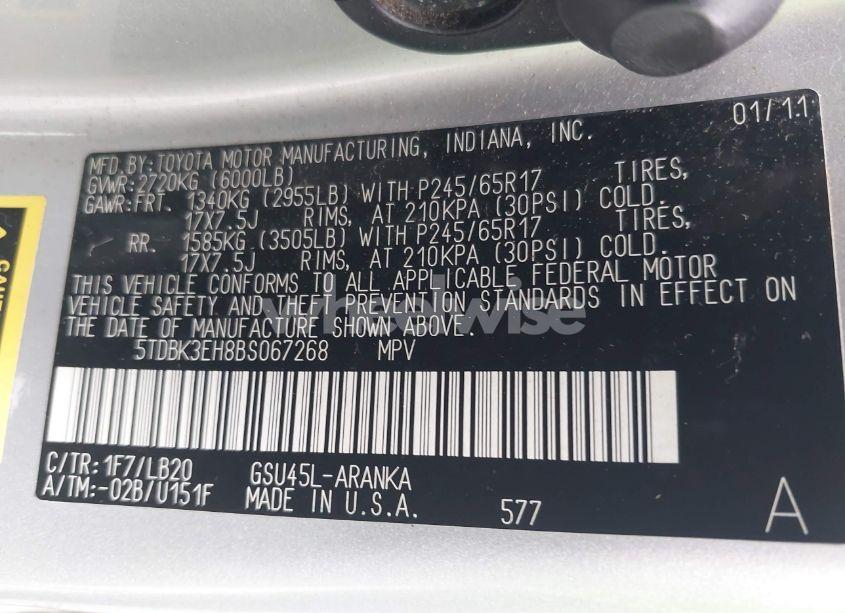 01/11
MFD BY:TOYOTA MOTOR MANUFACTURING, INDIANA, INC.
GVWR:2720KG (6000LB)
GAWR:FRT. 1340KG (2955LB) WITH P245/65R17 TIRES,
17X7.5J RIMS, AT 210KPA (30PSI) COLD.
RR. 1585KG (3505LB) WITH P245/65R17 TIRES,
17X7.5J RIMS, AT 210KPA (30PSI) COLD.
THIS VEHICLE CONFORMS TO ALL APPLICABLE FEDERAL MOTOR
VEHICLE SAFETY AND THEFT PREVENTION STANDARDS IN EFFECT ON
THE DATE OF MANUFACTURE SHOWN ABOVE.
wheelwise
5TDBK3EH8BS067268 MPV
C/TR:1F7/LB20 GSU45L-ARANKA
A/TM:-02B/U151F MADE IN U.S.A. 577 A